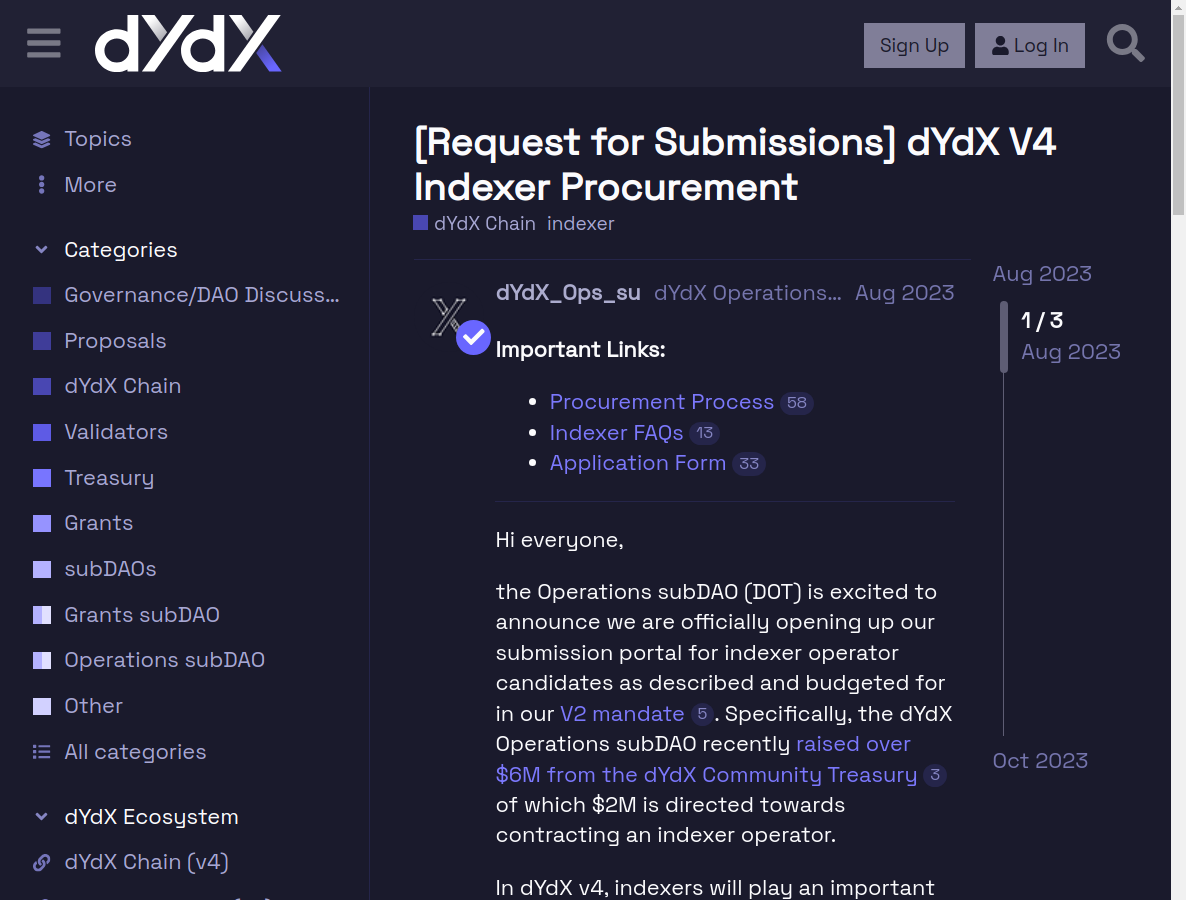 dYdX
Sign Up
Log In
Topics
More
Categories
Governance/DAO Discuss...
Proposals
dYdX Chain
Validators
Treasury
Grants
subDAOs
Grants subDAO
Operations subDAO
Other
All categories
dYdX Ecosystem
dYdX Chain (v4)
[Request for Submissions] dYdX V4
Indexer Procurement
dYdX Chain indexer
dYdX_Ops_su dYdX Operations... Aug 2023
Important Links:
Procurement Process 58
Indexer FAQs 13
Application Form 33
Hi everyone,
the Operations subDAO (DOT) is excited to
announce we are officially opening up our
submission portal for indexer operator
candidates as described and budgeted for
in our V2 mandate 5. Specifically, the dYdX
Operations subDAO recently raised over
$6M from the dYdX Community Treasury 3
of which $2M is directed towards
contracting an indexer operator.
In dYdX v4, indexers will play an important
Aug 2023
1 / 3
Aug 2023
Oct 2023